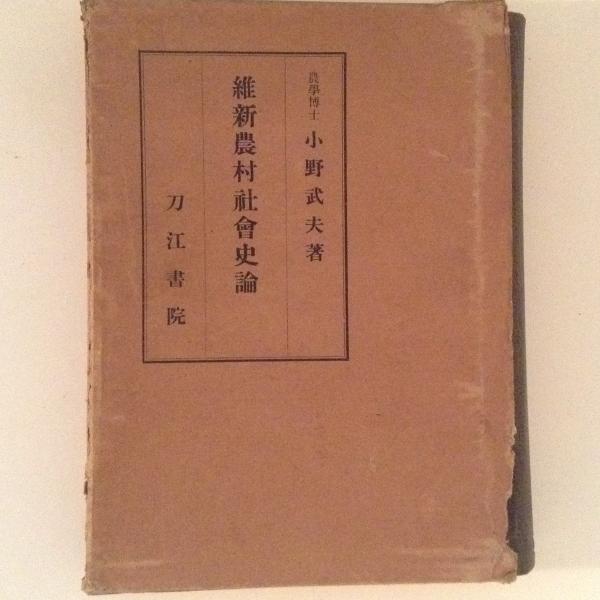 農學博士 小野武夫著
維新農村社會史論
刀江書院